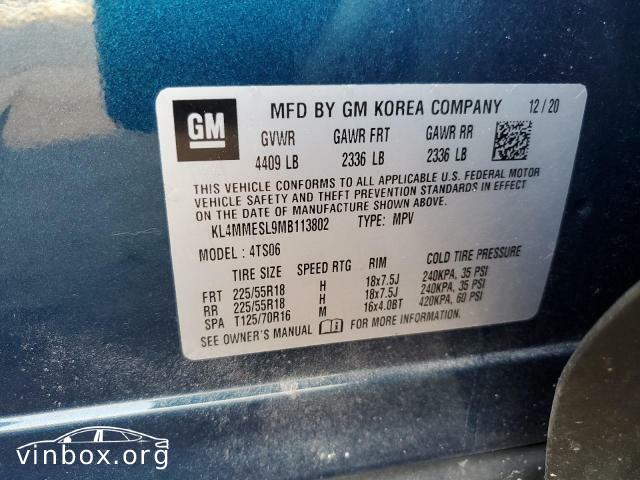 GM
MFD BY GM KOREA COMPANY 12/20
GVWR GAWR FRT GAWR RR
4409 LB 2336 LB 2336 LB
THIS VEHICLE CONFORMS TO ALL APPLICABLE U.S. FEDERAL MOTOR
VEHICLE SAFETY AND THEFT PREVENTION STANDARDS IN EFFECT
ON THE DATE OF MANUFACTURE SHOWN ABOVE.
KL4MMESL9MB113802 TYPE: MPV
MODEL: 4TS06
TIRE SIZE SPEED RTG RIM COLD TIRE PRESSURE
FRT 225/55R18 H 18x7.5J 240KPA, 35 PSI
RR 225/55R18 H 18x7.5J 240KPA, 35 PSI
SPA T125/70R16 M 16x4.0BT 420KPA, 60 PSI
SEE OWNER'S MANUAL FOR MORE INFORMATION.
vinbox.org